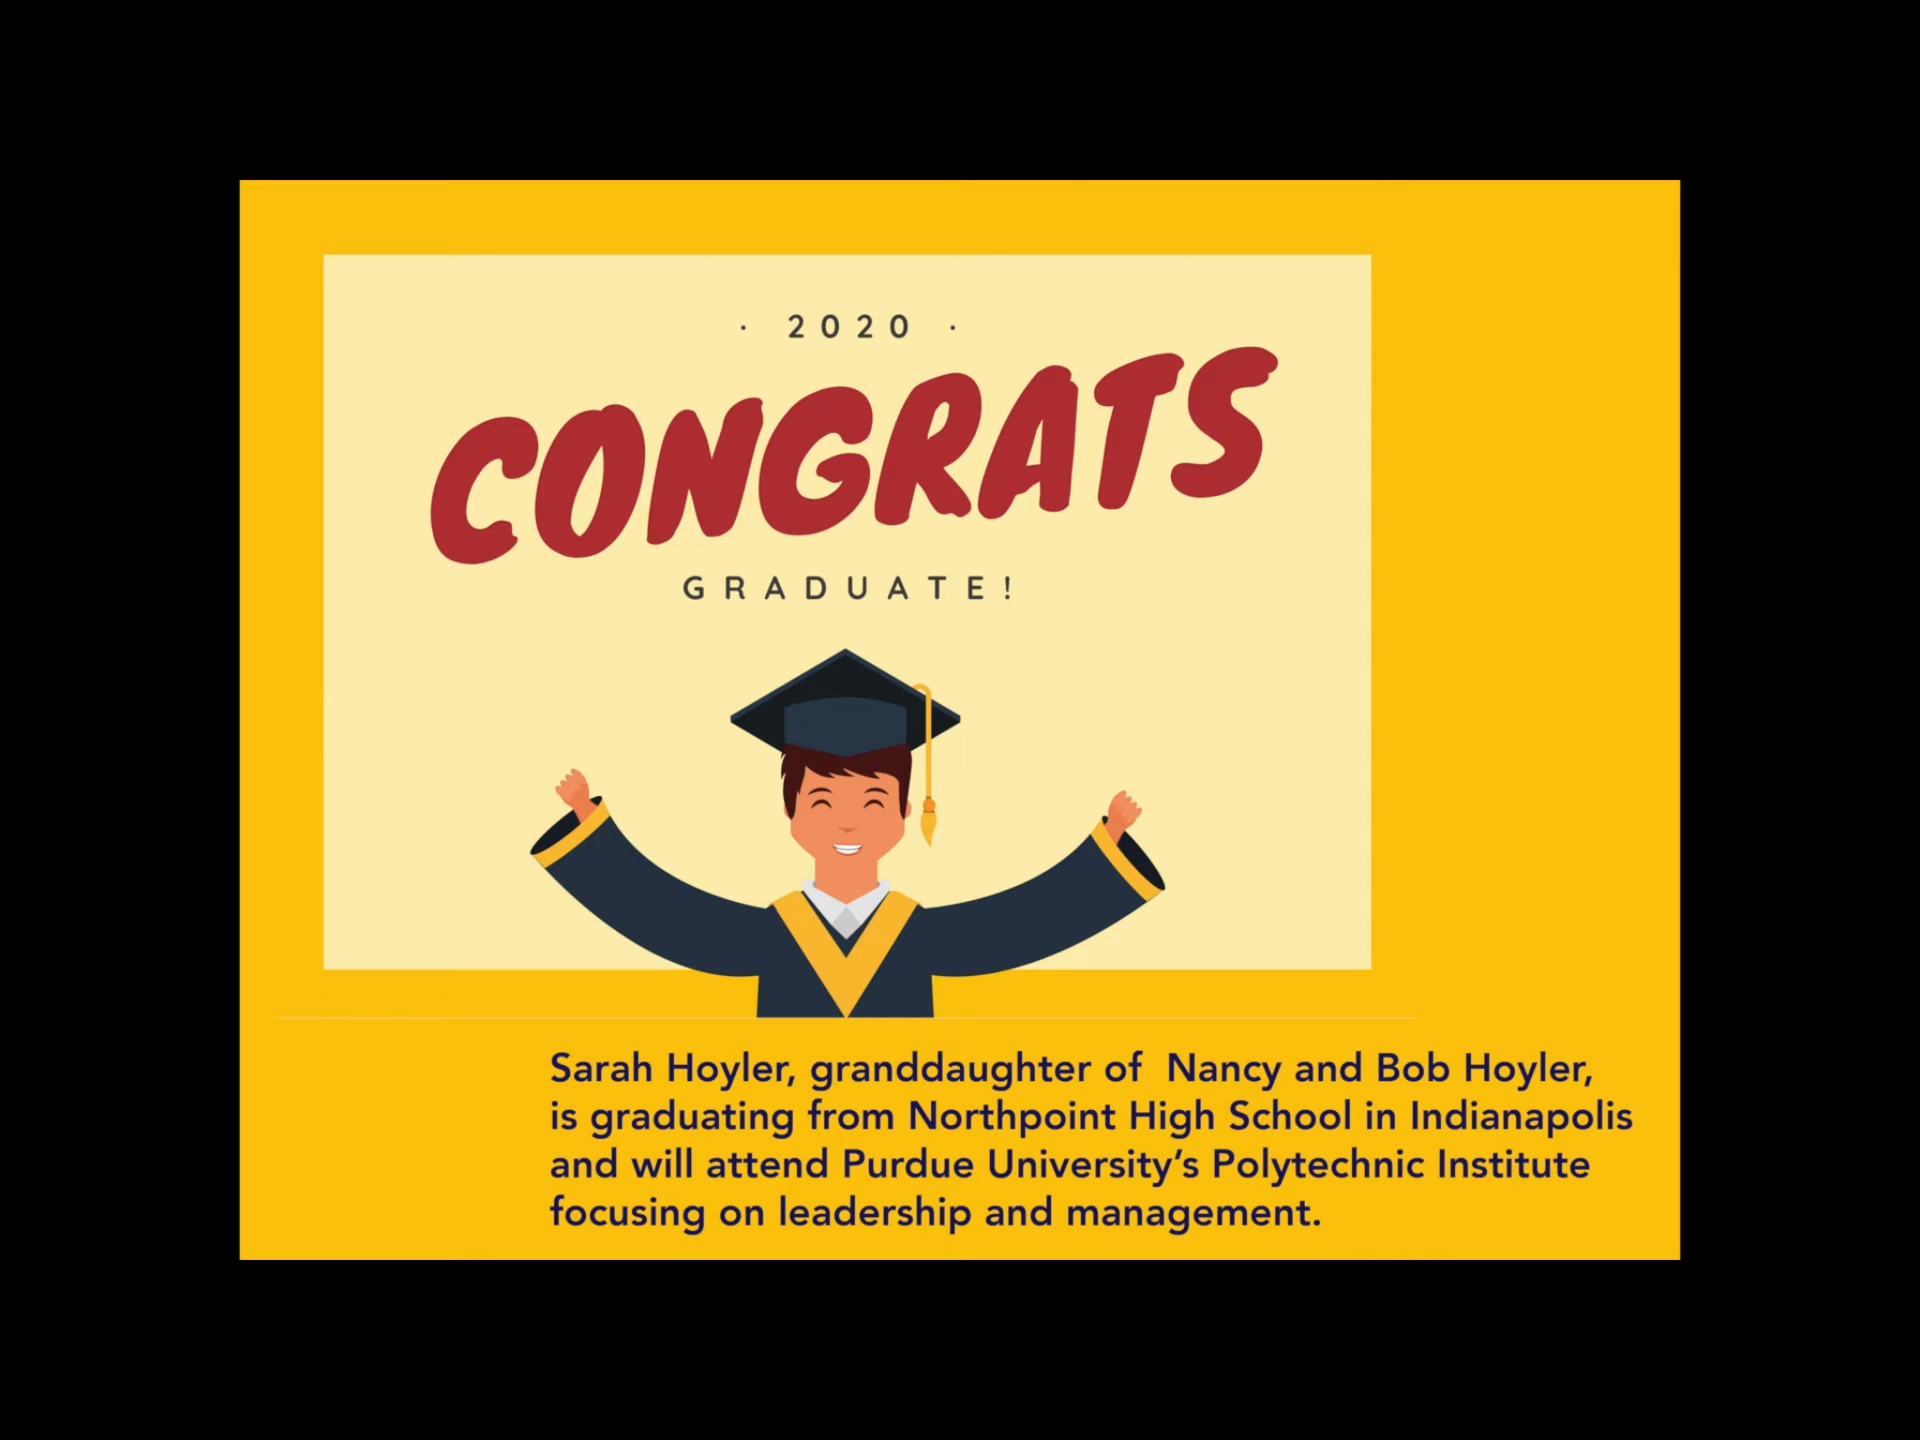 · 2020 ·
CONGRATS
GRADUATE!
Sarah Hoyler, granddaughter of  Nancy and Bob Hoyler,
is graduating from Northpoint High School in Indianapolis
and will attend Purdue University’s Polytechnic Institute
focusing on leadership and management.